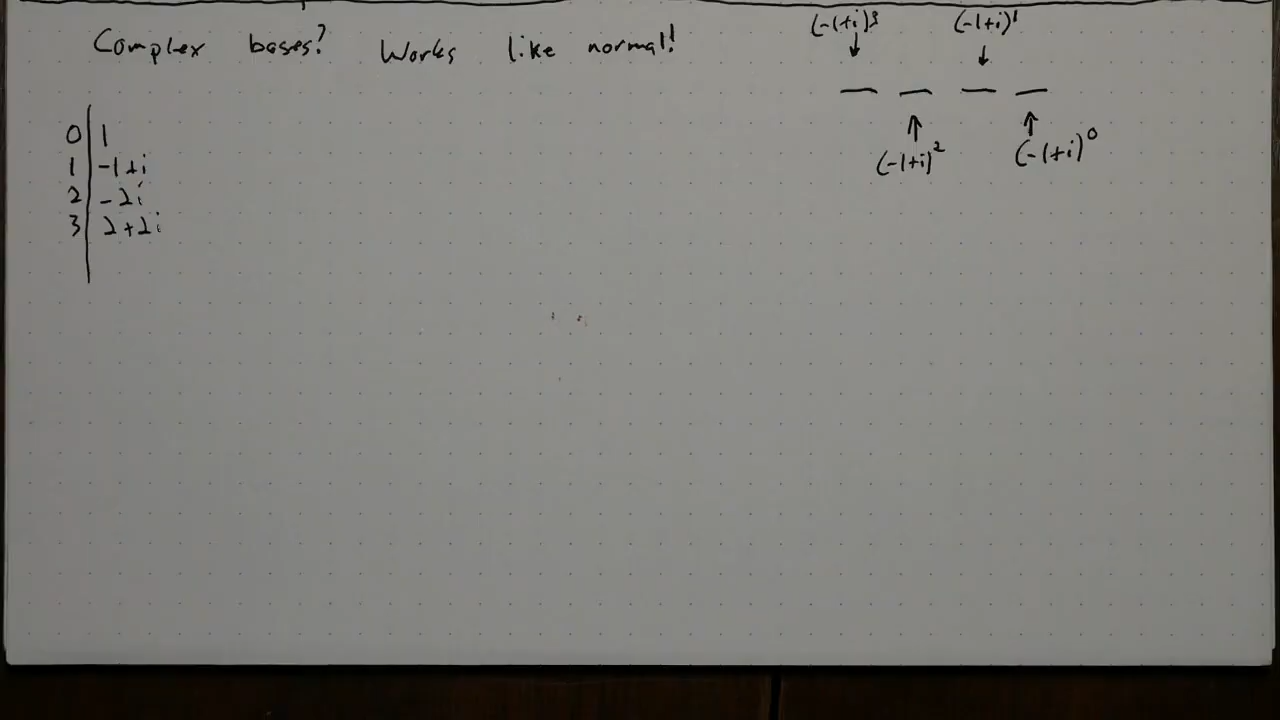 Complex bases? Works like normal!
(-1+i)³ (-1+i)¹
(-1+i)² (-1+i)⁰
0 | 1
1 | -1+i
2 | -2i
3 | 2+2i